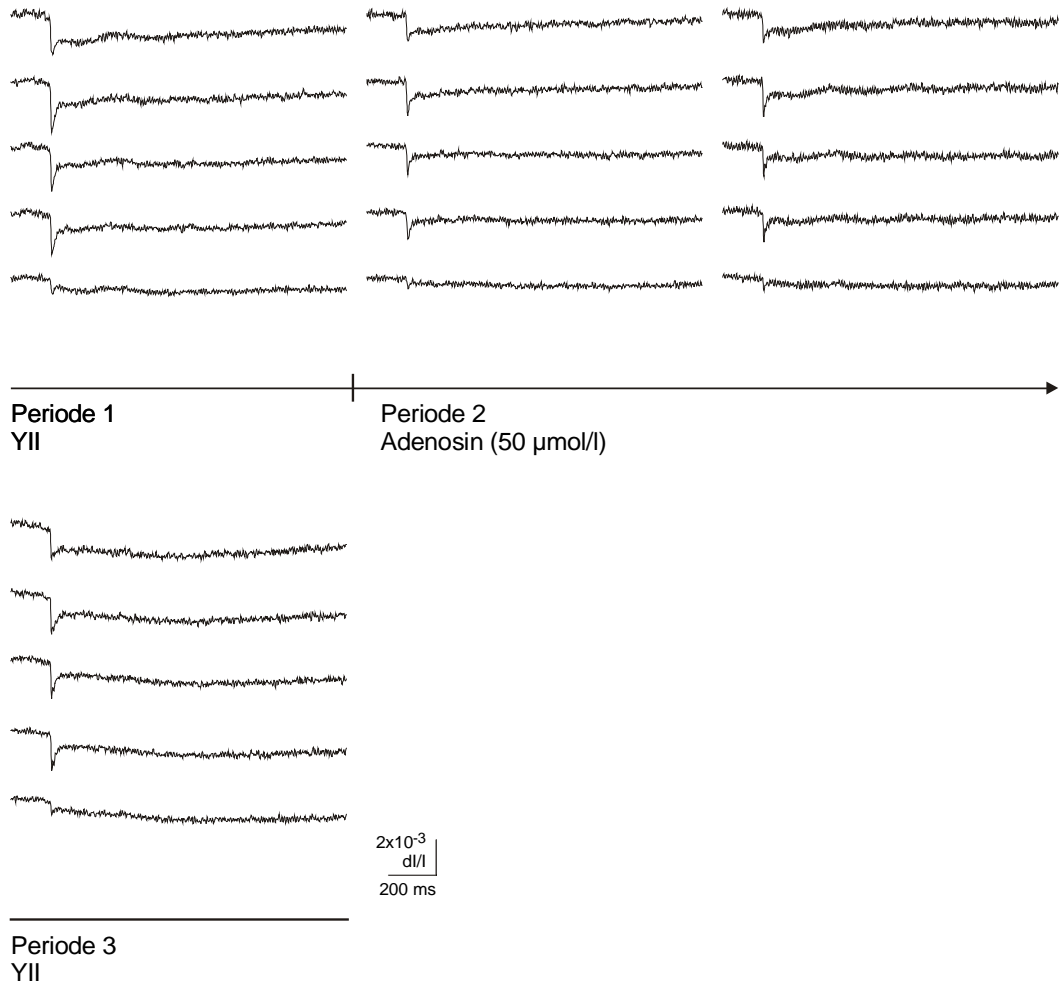 Periode 1
YII
Periode 2
Adenosin (50 µmol/l)
2x10-3
dI/I
200 ms
Periode 3
YII